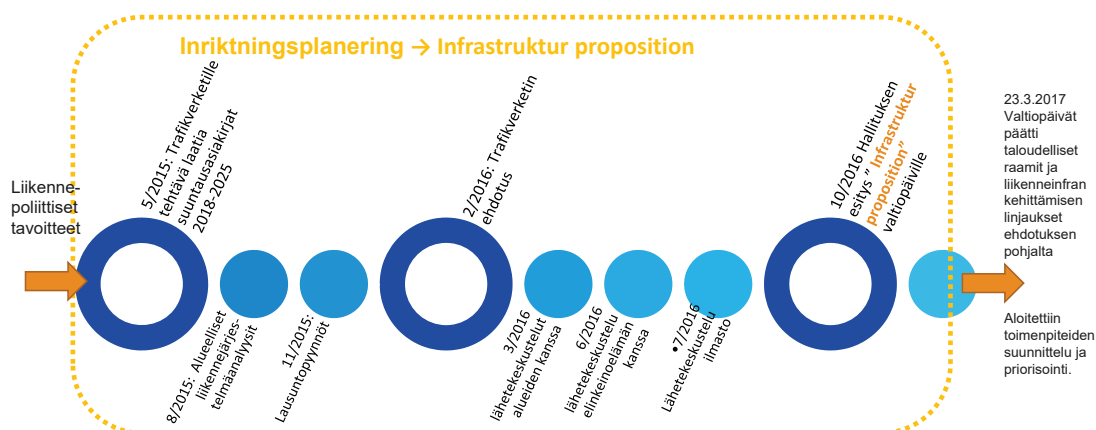 Inriktningsplanering → Infrastruktur proposition
Liikenne-
poliittiset
tavoitteet
5/2015: Trafikverketille
tehtävä laatia
suuntausasiakirjat
2018-2025
8/2015: Alueelliset
liikennejärjes-
telmäanalyysit
11/2015:
Lausuntopyynnöt
2/2016: Trafikverketin
ehdotus
3/2016
lähetekeskustelut
alueiden kanssa
6/2016
lähetekeskustelu
elinkeinoelämän
kanssa
•7/2016
Lähetekeskustelu
ilmasto
10/2016 Hallituksen
esitys ” Infrastruktur
proposition”
valtiopäiville
23.3.2017
Valtiopäivät
päätti
taloudelliset
raamit ja
liikenneinfran
kehittämisen
linjaukset
ehdotuksen
pohjalta
Aloitettiin
toimenpiteiden
suunnittelu ja
priorisointi.